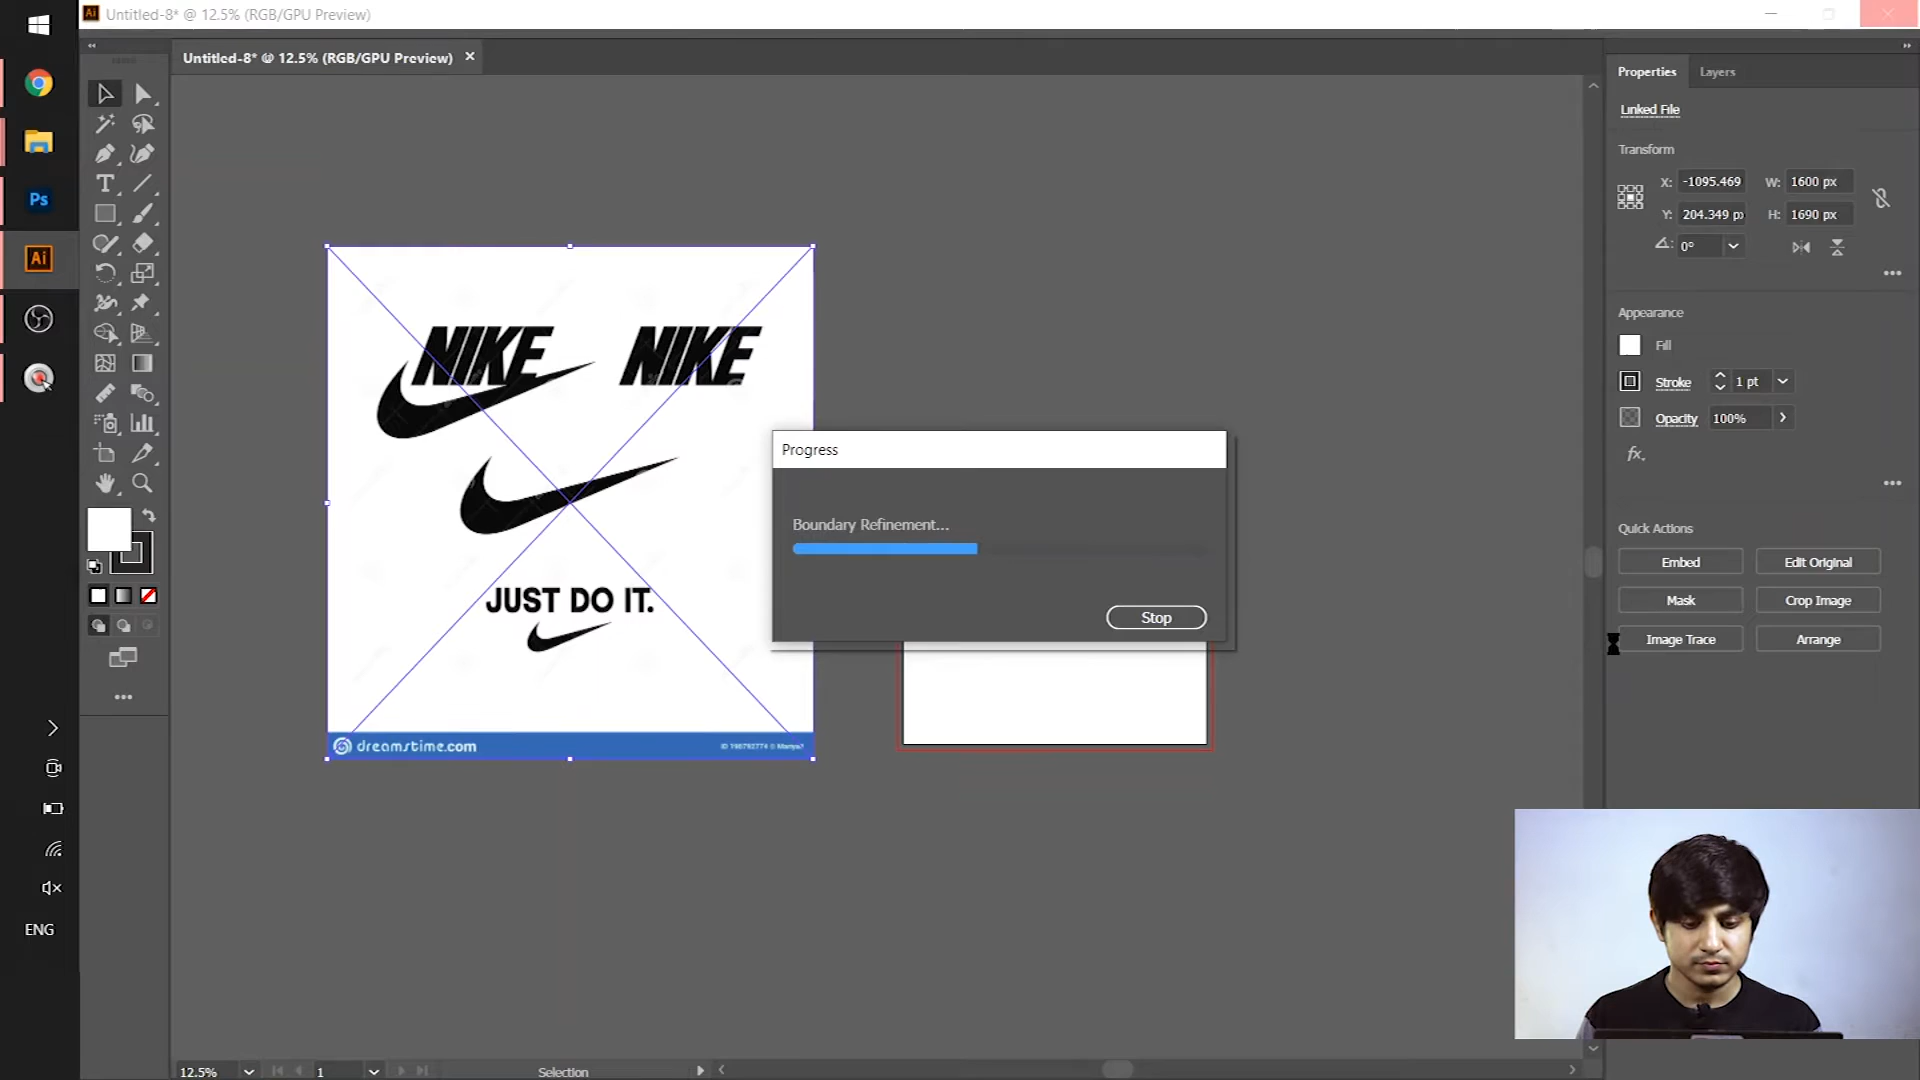 Untitled-8* @ 12.5% (RGB/GPU Preview)
Untitled-8* @ 12.5% (RGB/GPU Preview)
Properties
Layers
Linked File
Transform
X: -1095.469
W: 1600 px
Y: 204.349 px
H: 1690 px
0°
Appearance
Fill
Stroke
1 pt
Opacity
100%
fx.
Quick Actions
Embed
Edit Original
Mask
Crop Image
Image Trace
Arrange
Ps
Ai
Ai
T
NIKE
NIKE
JUST DO IT.
dreamstime.com
Progress
Boundary Refinement...
Stop
ENG
12.5%
1
Selection